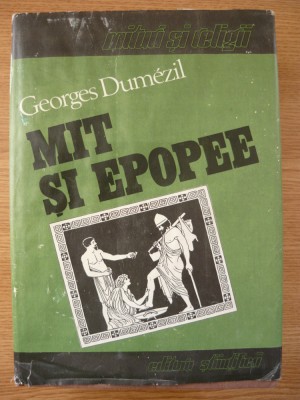 mituri și religii
Georges Dumézil
MIT
ȘI EPOPEE
editura științifică